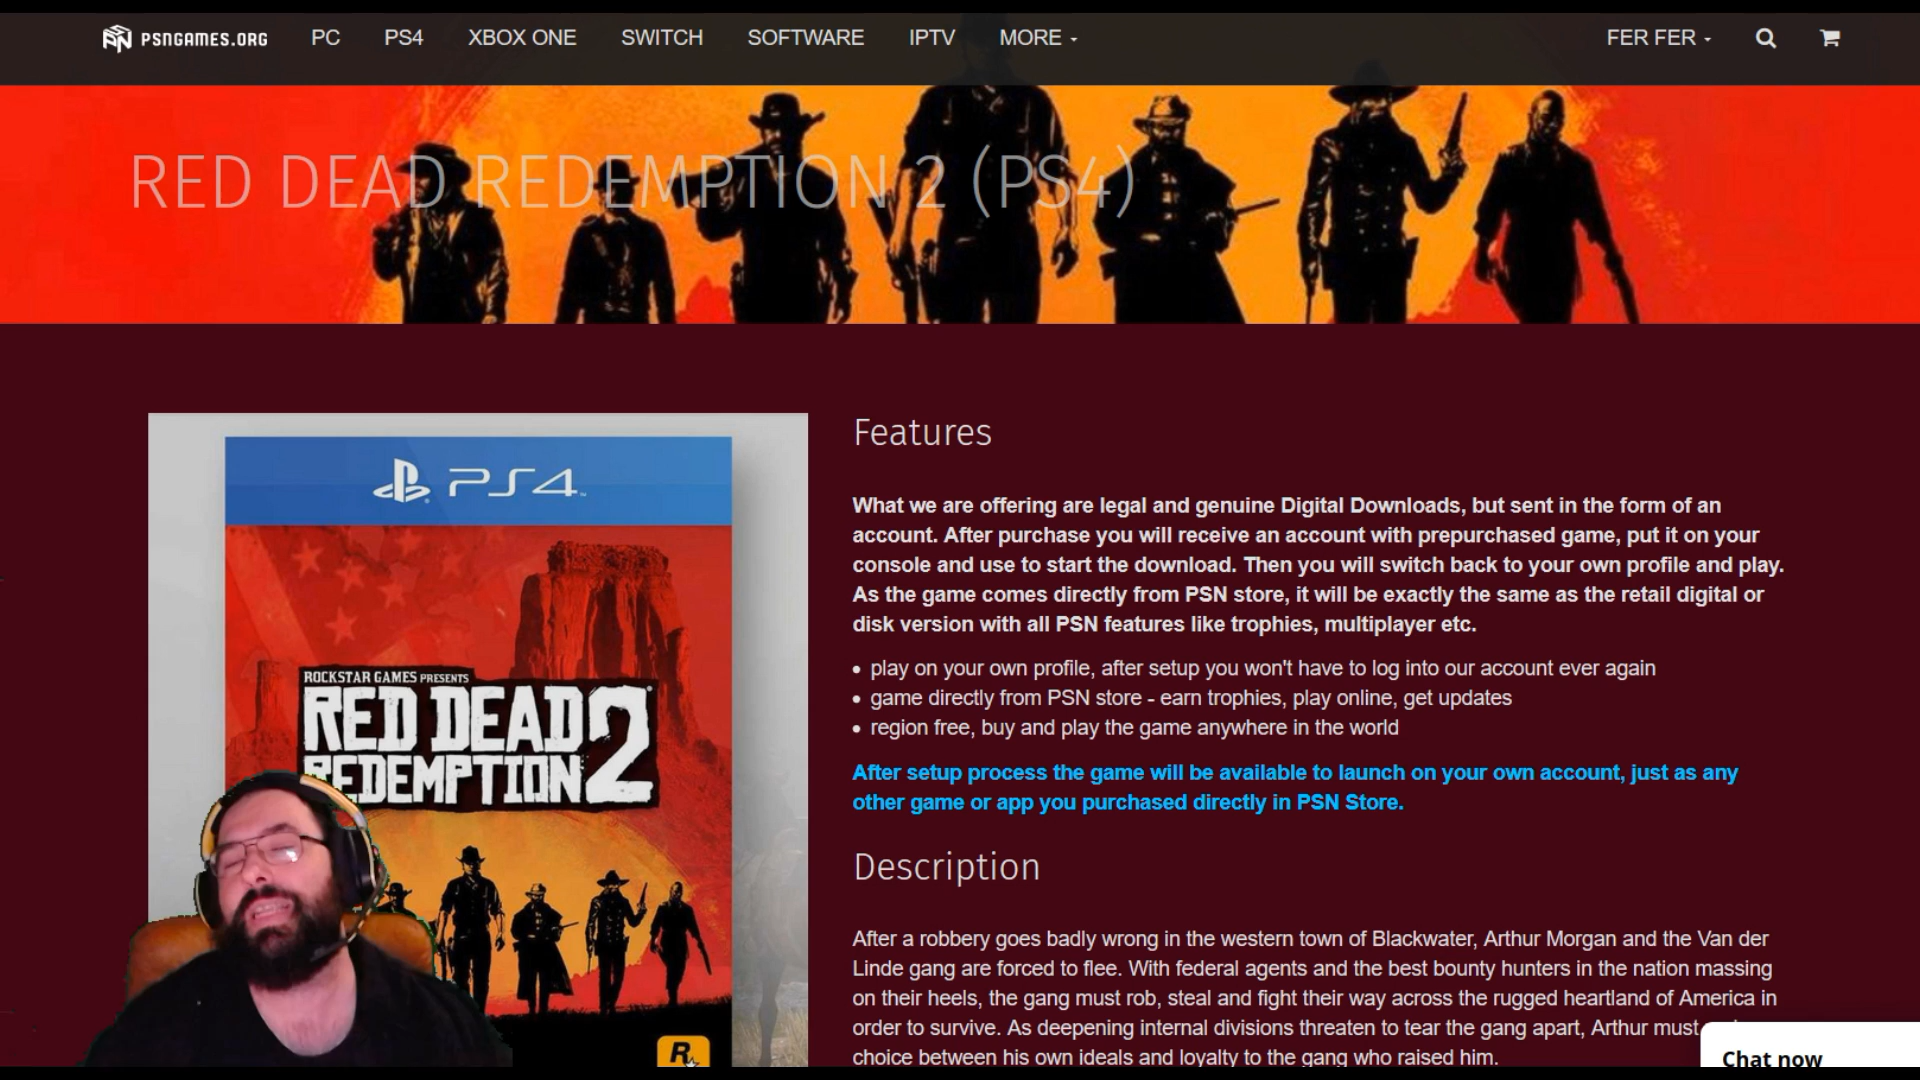 PSNGAMES.ORG PC PS4 XBOX ONE SWITCH SOFTWARE IPTV MORE FER FER
RED DEAD REDEMPTION 2 (PS4)
PS4
ROCKSTAR GAMES PRESENTS
RED DEAD
REDEMPTION 2
R
Features
What we are offering are legal and genuine Digital Downloads, but sent in the form of an
account. After purchase you will receive an account with prepurchased game, put it on your
console and use to start the download. Then you will switch back to your own profile and play.
As the game comes directly from PSN store, it will be exactly the same as the retail digital or
disk version with all PSN features like trophies, multiplayer etc.
• play on your own profile, after setup you won't have to log into our account ever again
• game directly from PSN store - earn trophies, play online, get updates
• region free, buy and play the game anywhere in the world
After setup process the game will be available to launch on your own account, just as any
other game or app you purchased directly in PSN Store.
Description
After a robbery goes badly wrong in the western town of Blackwater, Arthur Morgan and the Van der
Linde gang are forced to flee. With federal agents and the best bounty hunters in the nation massing
on their heels, the gang must rob, steal and fight their way across the rugged heartland of America in
order to survive. As deepening internal divisions threaten to tear the gang apart, Arthur must
choice between his own ideals and loyalty to the gang who raised him.
Chat now